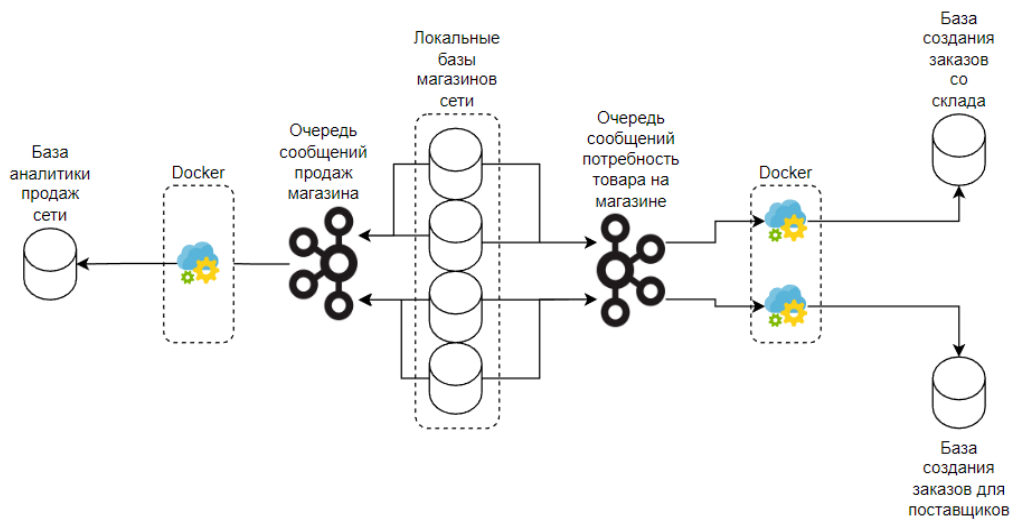 База
создания
заказов
со
склада
Локальные
базы
магазинов
сети
Очередь
сообщений
потребность
товара на
магазине
Очередь
сообщений
продаж
магазина
База
аналитики
продаж
сети
Docker
Docker
База
создания
заказов для
поставщиков